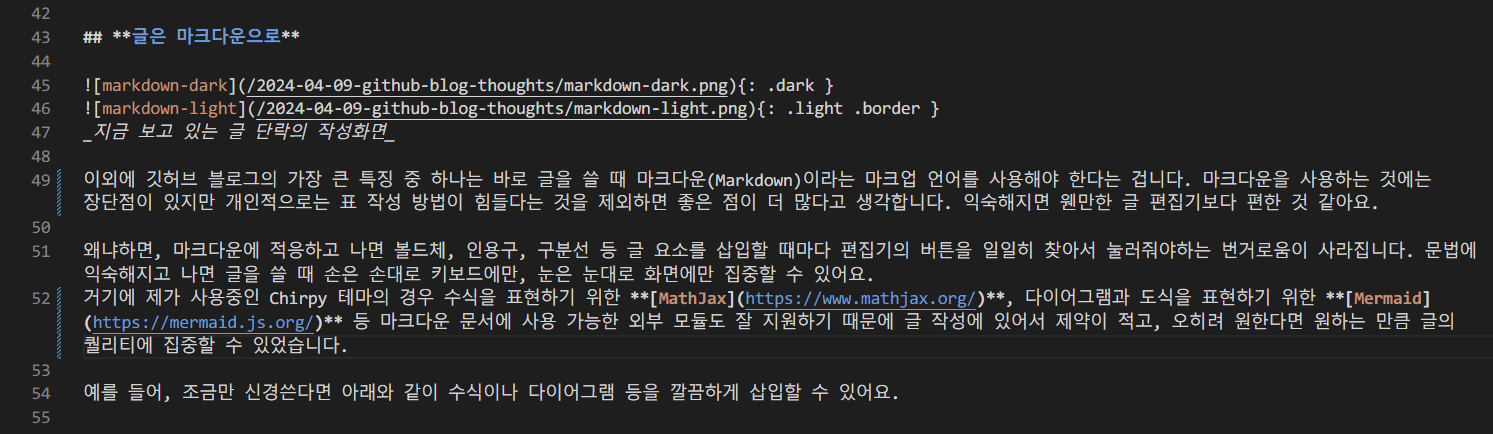 42
43 ## **글은 마크다운으로**
44
45 ![markdown-dark](/2024-04-09-github-blog-thoughts/markdown-dark.png){: .dark }
46 ![markdown-light](/2024-04-09-github-blog-thoughts/markdown-light.png){: .light .border }
47 _지금 보고 있는 글 단락의 작성화면_
48
49 이외에 깃허브 블로그의 가장 큰 특징 중 하나는 바로 글을 쓸 때 마크다운(Markdown)이라는 마크업 언어를 사용해야 한다는 겁니다. 마크다운을 사용하는 것에는
장단점이 있지만 개인적으로는 표 작성 방법이 힘들다는 것을 제외하면 좋은 점이 더 많다고 생각합니다. 익숙해지면 웬만한 글 편집기보다 편한 것 같아요.
50
51 왜냐하면, 마크다운에 적응하고 나면 볼드체, 인용구, 구분선 등 글 요소를 삽입할 때마다 편집기의 버튼을 일일히 찾아서 눌러줘야하는 번거로움이 사라집니다. 문법에
익숙해지고 나면 글을 쓸 때 손은 손대로 키보드에만, 눈은 눈대로 화면에만 집중할 수 있어요.
52 거기에 제가 사용중인 Chirpy 테마의 경우 수식을 표현하기 위한 **[MathJax](https://www.mathjax.org/)**, 다이어그램과 도식을 표현하기 위한 **[Mermaid]
(https://mermaid.js.org/)** 등 마크다운 문서에 사용 가능한 외부 모듈도 잘 지원하기 때문에 글 작성에 있어서 제약이 적고, 오히려 원한다면 원하는 만큼 글의
퀄리티에 집중할 수 있었습니다.
53
54 예를 들어, 조금만 신경쓴다면 아래와 같이 수식이나 다이어그램 등을 깔끔하게 삽입할 수 있어요.
55